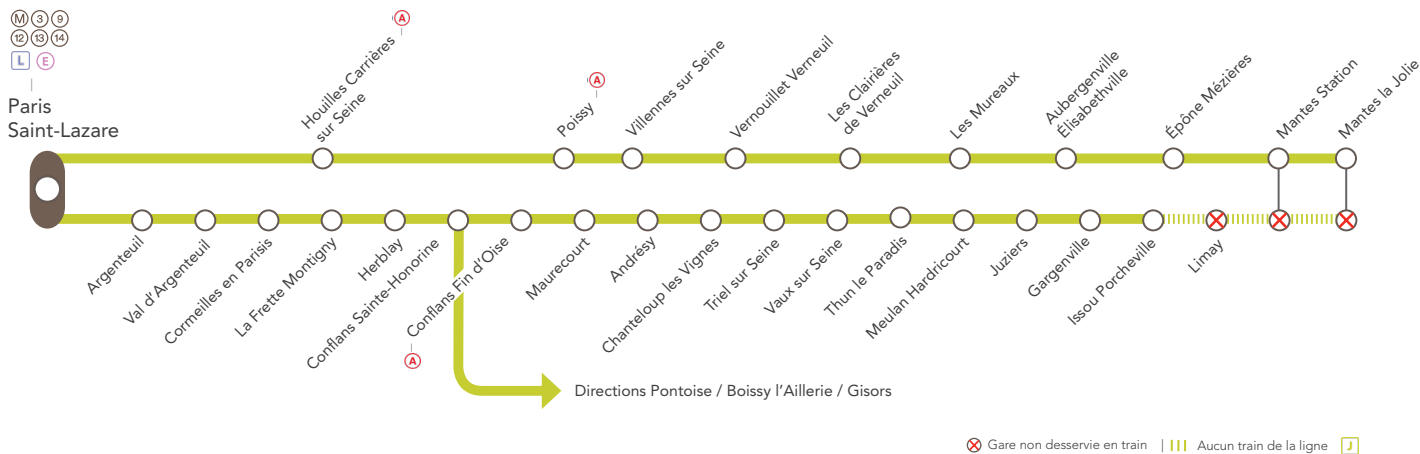 M 3 9
12 13 14
L E
Paris
Saint-Lazare
Houilles Carrières
sur Seine
A
Poissy
A
Villennes sur Seine
Vernouillet Verneuil
Les Clairières
de Verneuil
Les Mureaux
Aubergenville
Élisabethville
Épône Mézières
Mantes Station
Mantes la Jolie
Argenteuil
Val d'Argenteuil
Cormeilles en Parisis
La Frette Montigny
Herblay
Conflans Sainte-Honorine
Conflans Fin d'Oise
A
Maurecourt
Andrésy
Chanteloup les Vignes
Triel sur Seine
Vaux sur Seine
Thun le Paradis
Meulan Hardricourt
Juziers
Gargenville
Issou Porcheville
Limay
Directions Pontoise / Boissy l'Aillerie / Gisors
Gare non desservie en train | Aucun train de la ligne J